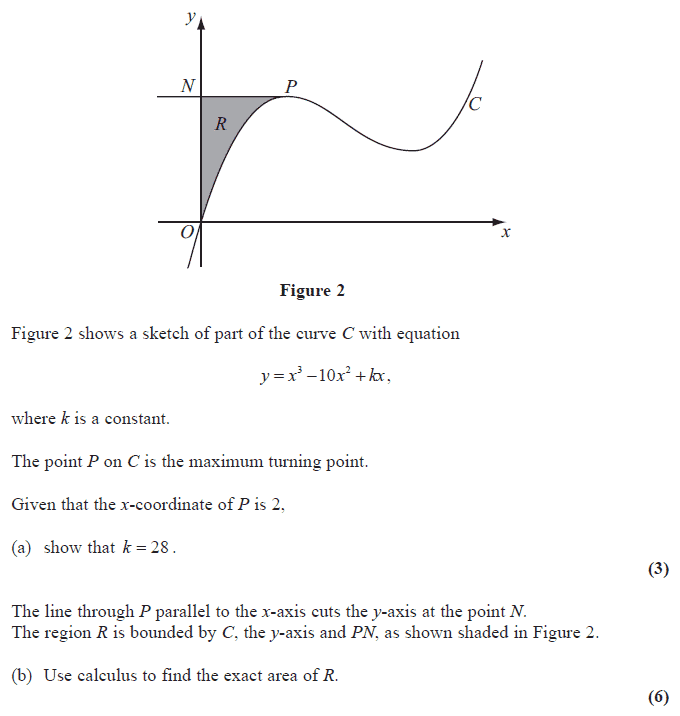 y
N
P
C
R
O
x
Figure 2
Figure 2 shows a sketch of part of the curve C with equation
y = x³ – 10x² + kx,
where k is a constant.
The point P on C is the maximum turning point.
Given that the x-coordinate of P is 2,
(a) show that k = 28 .
(3)
The line through P parallel to the x-axis cuts the y-axis at the point N.
The region R is bounded by C, the y-axis and PN, as shown shaded in Figure 2.
(b) Use calculus to find the exact area of R.
(6)